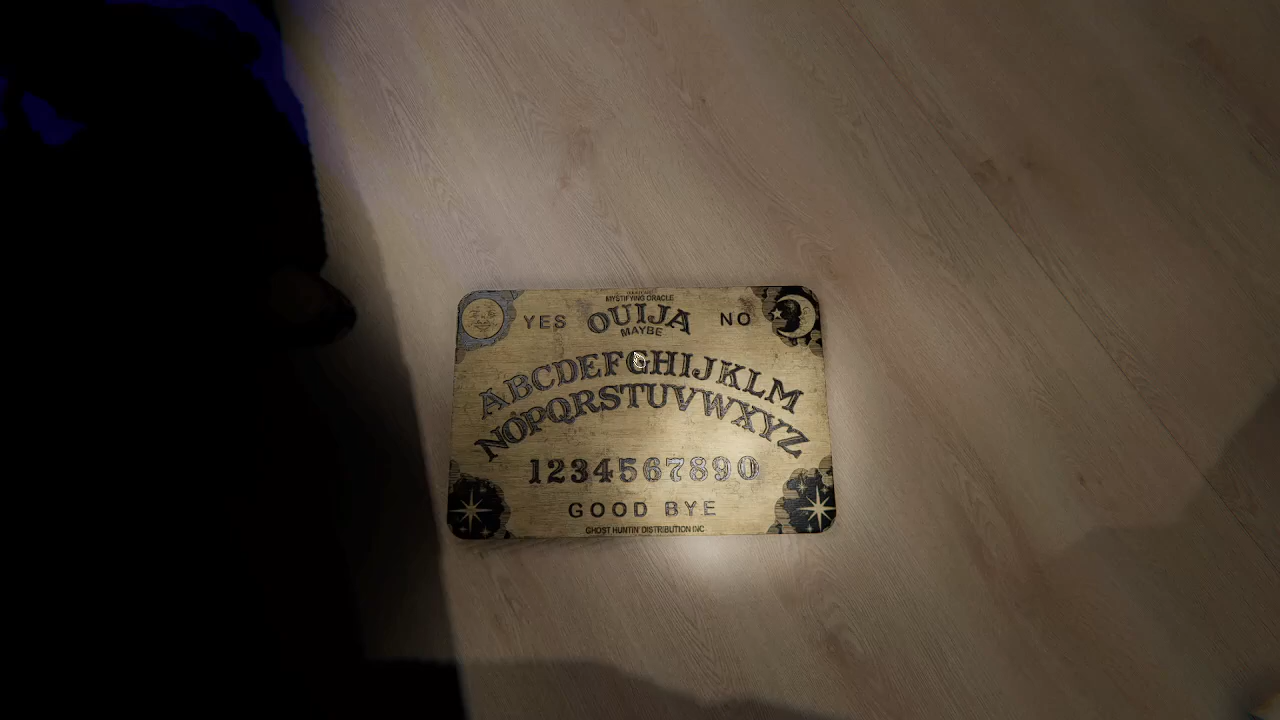 MYSTIFYING ORACLE
YES OUIJA NO
MAYBE
ABCDEFGHIJKLM
NOPQRSTUVWXYZ
1234567890
GOOD BYE
GHOST HUNTIN' DISTRIBUTION INC